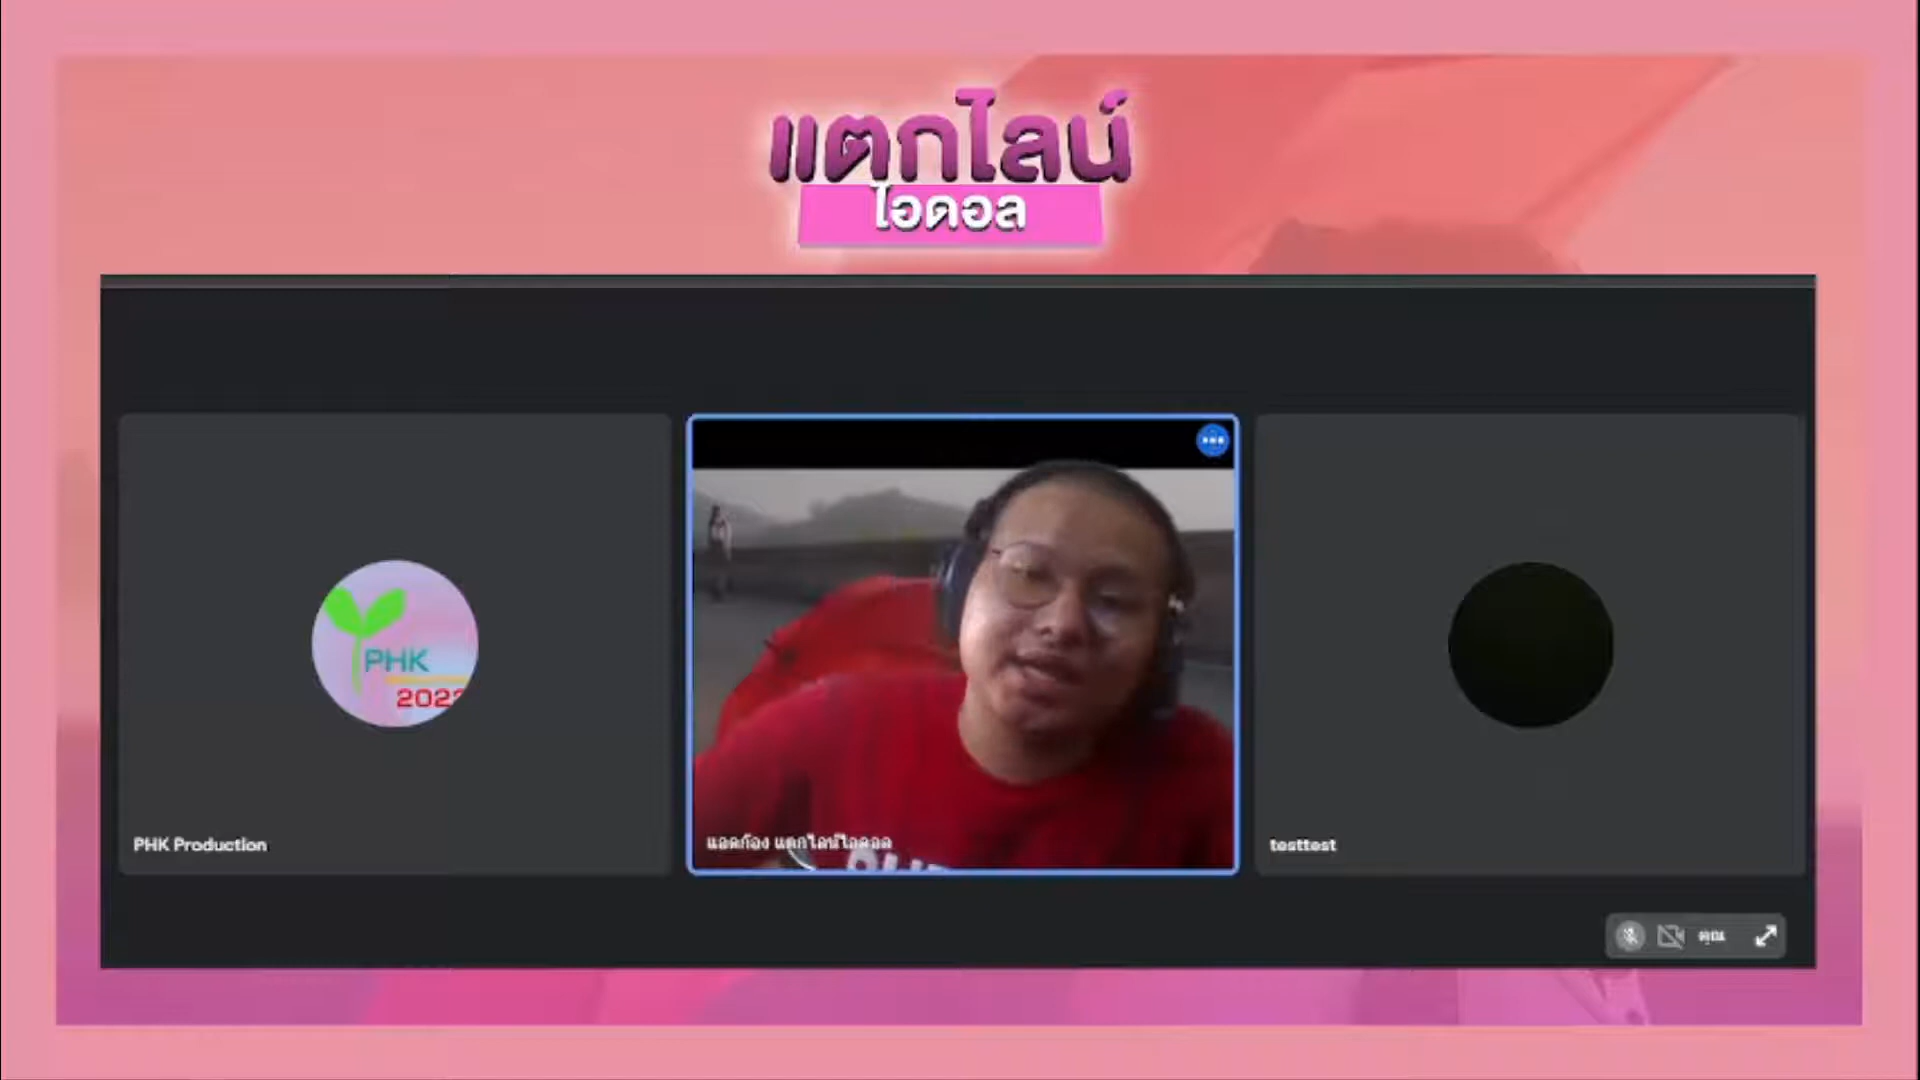 แตกไลน์
ไอดอล
PHK
2022
PHK Production
แอดก้อง แตกไลน์ไอดอล
testtest
คุณ